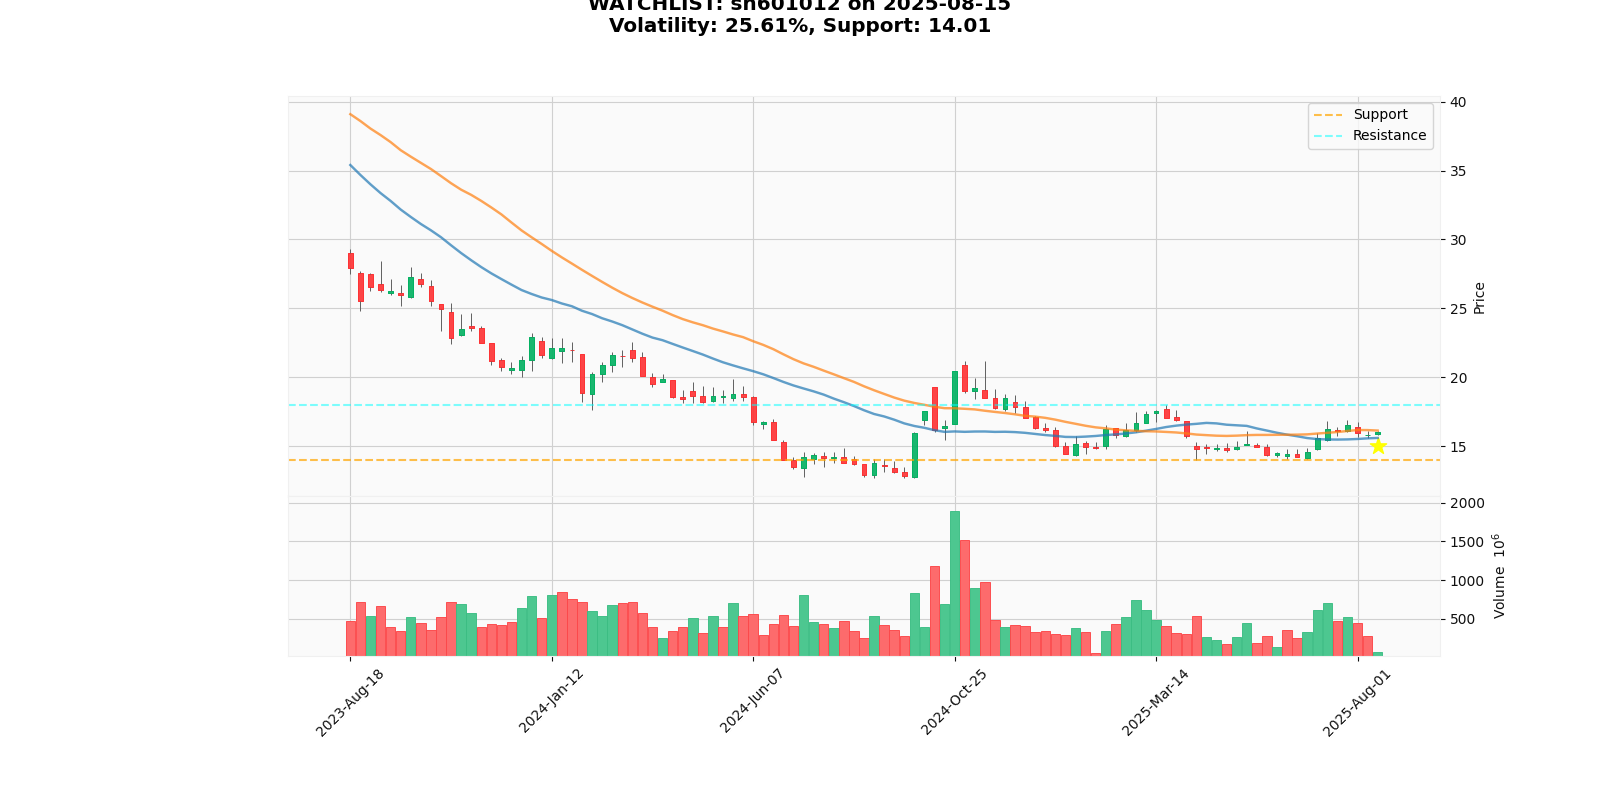 WATCHLIST: sh601012 on 2025-08-15
Volatility: 25.61%, Support: 14.01
Support
Resistance
40
35
30
25
20
15
Price
2000
1500
1000
500
Volume 10⁶
2023-Aug-18
2024-Jan-12
2024-Jun-07
2024-Oct-25
2025-Mar-14
2025-Aug-01